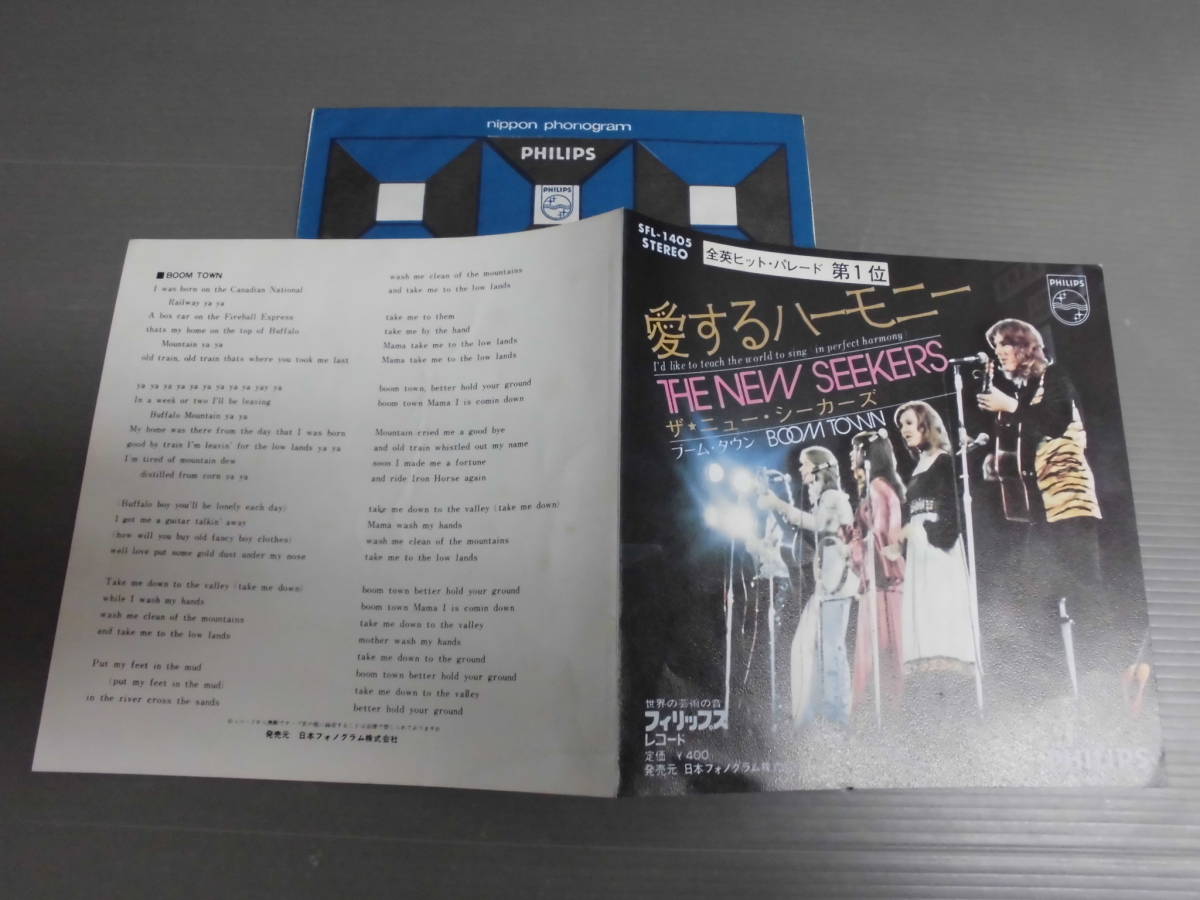 nippon phonogram
PHILIPS
PHILIPS
■BOOM TOWN
I was born on the Canadian National
Railway ya ya
A box car on the Fireball Express
thats my home on the top of Buffalo
Mountain ya ya
old train, old train thats where you took me last
ya ya ya ya ya ya ya ya ya yay ya
In a week or two I'll be leaving
Buffalo Mountain ya ya
My home was there from the day that I was born
good by train I'm leavin' for the low lands ya ya
I'm tired of mountain dew
distilled from corn ya ya
(Buffalo boy you'll be lonely each day)
I got me a guitar talkin' away
(how will you buy old fancy boy clothes)
well love put some gold dust under my nose
Take me down to the valley (take me down)
while I wash my hands
wash me clean of the mountains
and take me to the low lands
Put my feet in the mud
(put my feet in the mud)
in the river cross the sands
wash me clean of the mountains
and take me to the low lands
take me to them
take me by the hand
Mama take me to the low lands
Mama take me to the low lands
boom town, better hold your ground
boom town Mama I is comin down
Mountain cried me a good bye
and old train whistled out my name
soon I made me a fortune
and ride Iron Horse again
take me down to the valley (take me down)
Mama wash my hands
wash me clean of the mountains
take me to the low lands
boom town better hold your ground
boom town Mama I is comin down
take me down to the valley
mother wash my hands
take me down to the ground
boom town better hold your ground
take me down to the valley
better hold your ground
発売元 日本フォノグラム株式会社
SFL-1405
STEREO
全英ヒット・パレード 第1位
PHILIPS
愛するハーモニー
I'd like to teach the world to sing (in perfect harmony)
THE NEW SEEKERS
ザ★ニュー・シーカーズ
ブーム・タウン BOOM TOWN
世界の芸術の音
フィリップス
レコード
定価 ¥400
発売元 日本フォノグラム株式
PHILIPS